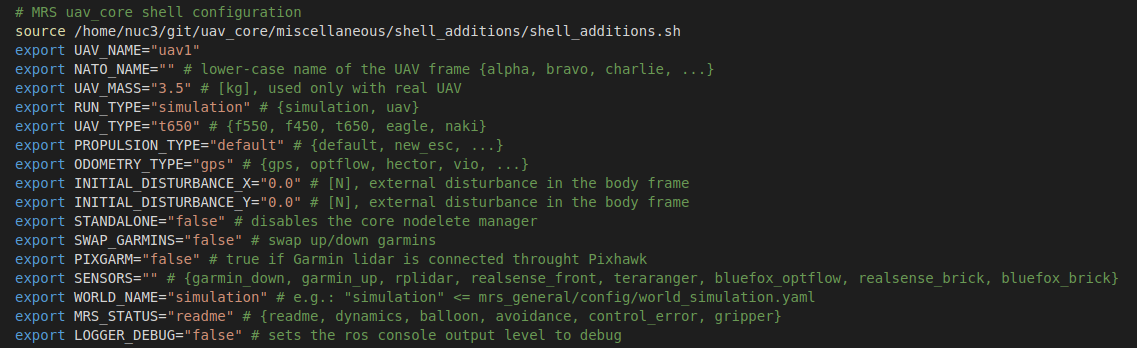 # MRS uav_core shell configuration
source /home/nuc3/git/uav_core/miscellaneous/shell_additions/shell_additions.sh
export UAV_NAME="uav1"
export NATO_NAME="" # lower-case name of the UAV frame {alpha, bravo, charlie, ...}
export UAV_MASS="3.5" # [kg], used only with real UAV
export RUN_TYPE="simulation" # {simulation, uav}
export UAV_TYPE="t650" # {f550, f450, t650, eagle, naki}
export PROPULSION_TYPE="default" # {default, new_esc, ...}
export ODOMETRY_TYPE="gps" # {gps, optflow, hector, vio, ...}
export INITIAL_DISTURBANCE_X="0.0" # [N], external disturbance in the body frame
export INITIAL_DISTURBANCE_Y="0.0" # [N], external disturbance in the body frame
export STANDALONE="false" # disables the core nodelete manager
export SWAP_GARMINS="false" # swap up/down garmins
export PIXGARM="false" # true if Garmin lidar is connected throught Pixhawk
export SENSORS="" # {garmin_down, garmin_up, rplidar, realsense_front, teraranger, bluefox_optflow, realsense_brick, bluefox_brick}
export WORLD_NAME="simulation" # e.g.: "simulation" <= mrs_general/config/world_simulation.yaml
export MRS_STATUS="readme" # {readme, dynamics, balloon, avoidance, control_error, gripper}
export LOGGER_DEBUG="false" # sets the ros console output level to debug